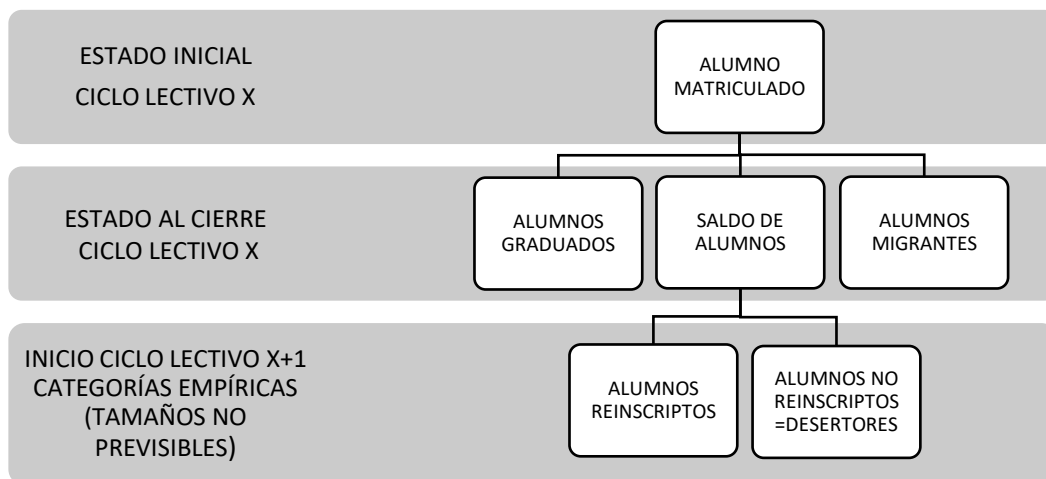 ESTADO INICIAL
CICLO LECTIVO X
ALUMNO
MATRICULADO
ESTADO AL CIERRE
CICLO LECTIVO X
ALUMNOS
GRADUADOS
SALDO DE
ALUMNOS
ALUMNOS
MIGRANTES
INICIO CICLO LECTIVO X+1
CATEGORÍAS EMPÍRICAS
(TAMAÑOS NO
PREVISIBLES)
ALUMNOS
REINSCRIPTOS
ALUMNOS NO
REINSCRIPTOS
=DESERTORES